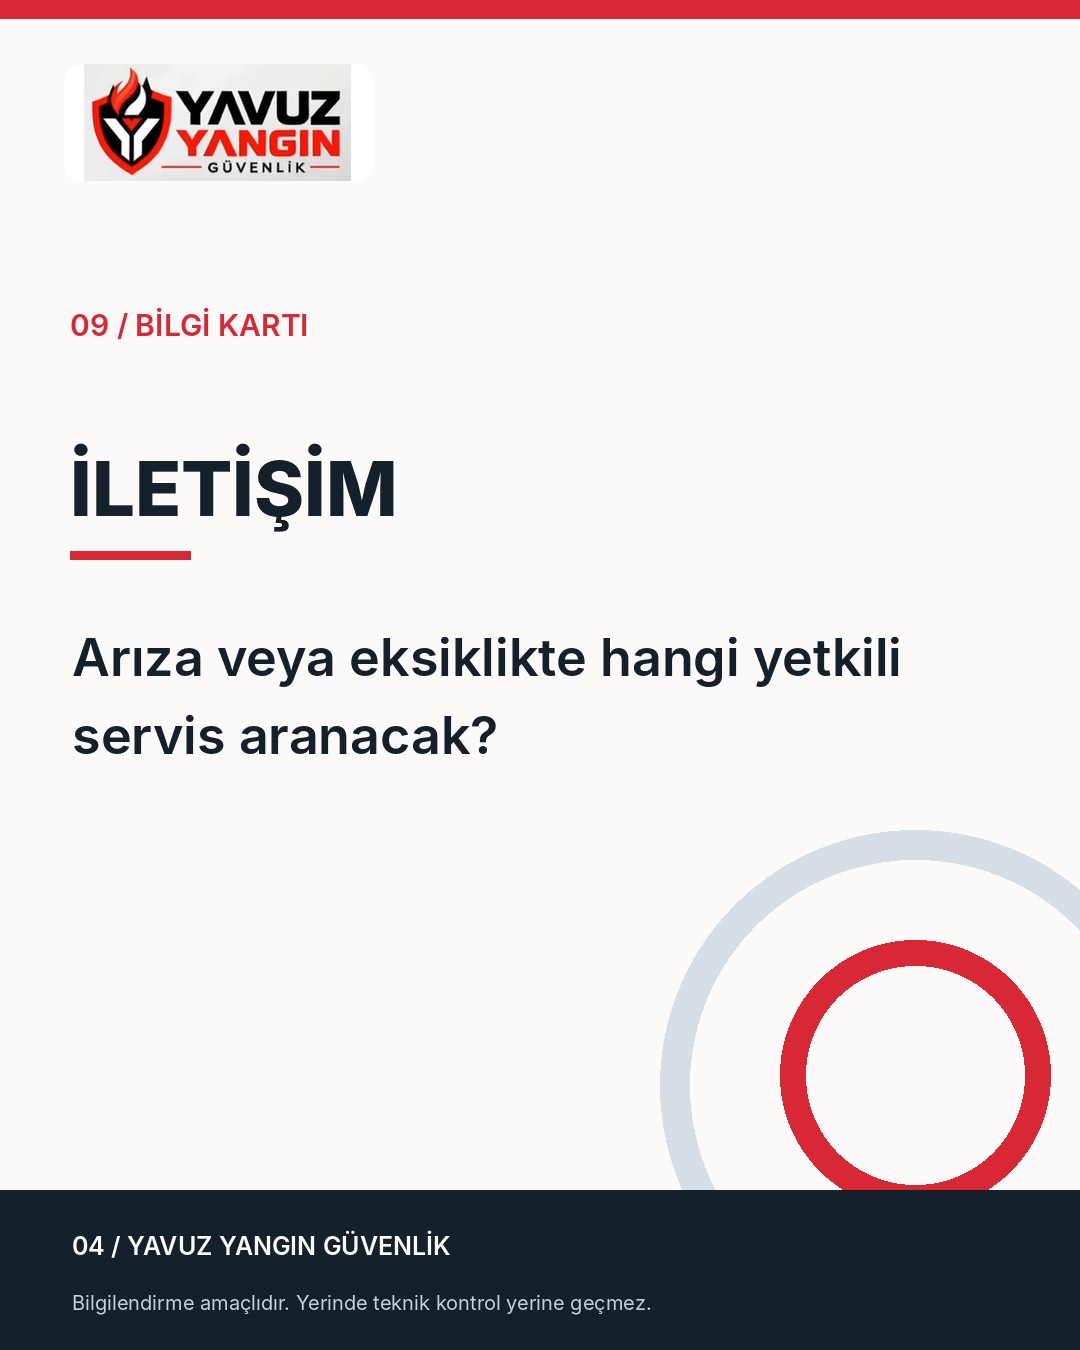 YAVUZ
YANGIN
GÜVENLİK
09 / BİLGİ KARTI
İLETİŞİM
Arıza veya eksiklikte hangi yetkili
servis aranacak?
04 / YAVUZ YANGIN GÜVENLİK
Bilgilendirme amaçlıdır. Yerinde teknik kontrol yerine geçmez.